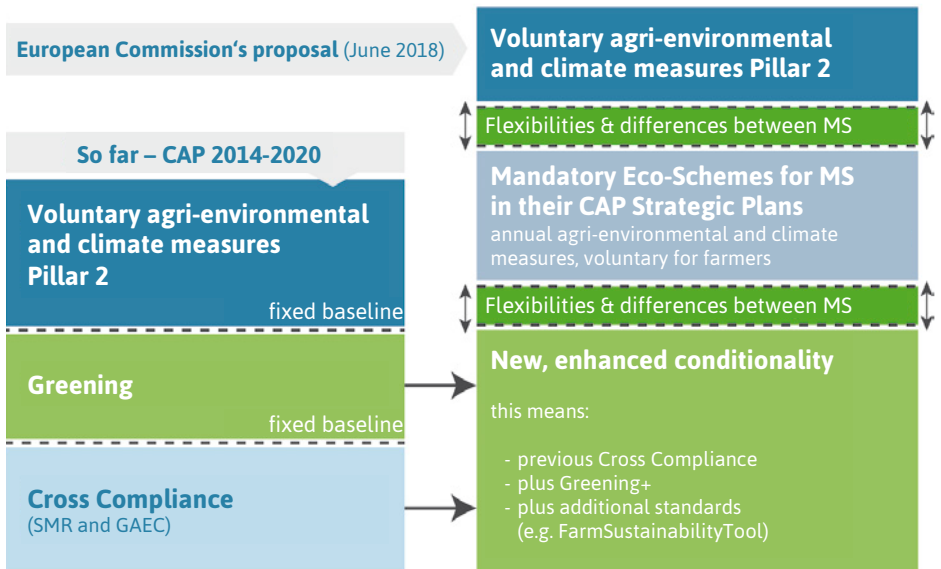 European Commission‘s proposal (June 2018)
So far – CAP 2014-2020
Voluntary agri-environmental
and climate measures
Pillar 2
fixed baseline
Greening
fixed baseline
Cross Compliance
(SMR and GAEC)
Voluntary agri-environmental
and climate measures Pillar 2
Flexibilities & differences between MS
Mandatory Eco-Schemes for MS
in their CAP Strategic Plans
annual agri-environmental and climate
measures, voluntary for farmers
Flexibilities & differences between MS
New, enhanced conditionality
this means:
- previous Cross Compliance
- plus Greening+
- plus additional standards
(e.g. FarmSustainabilityTool)